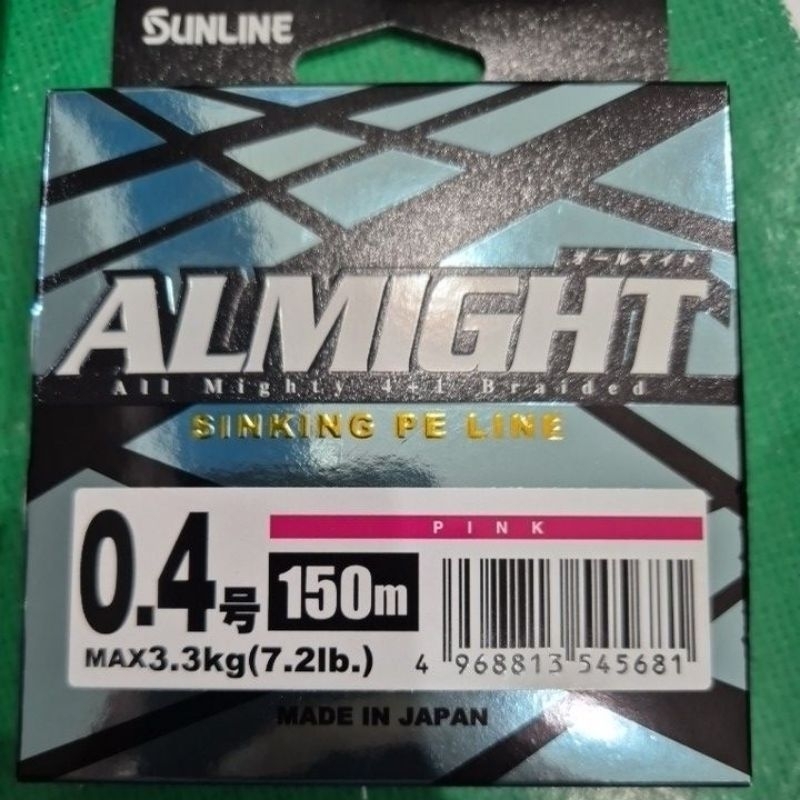 SUNLINE
オールマイト
ALMIGHT
All Mighty 4+1 Braided
SINKING PE LINE
PINK
0.4号 150m
MAX3.3kg(7.2lb.)
4 968813 545681
MADE IN JAPAN